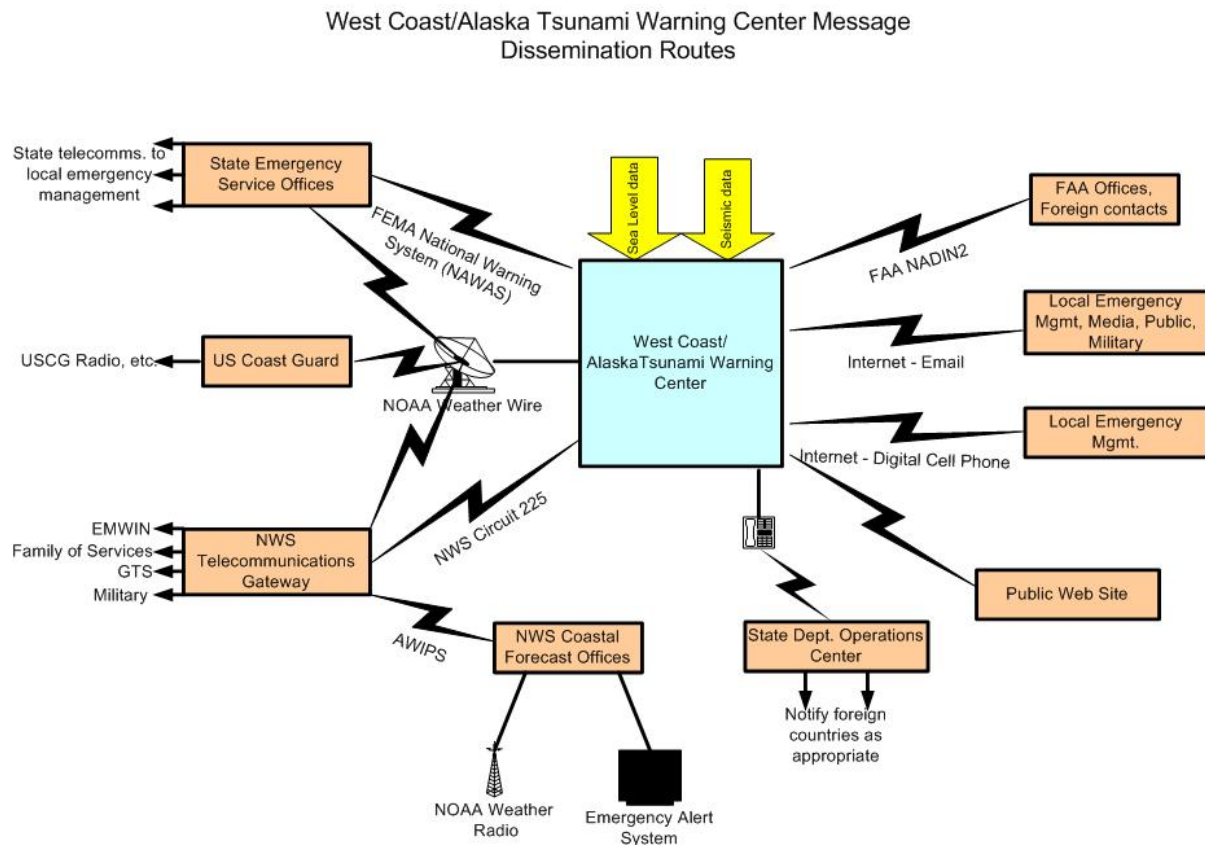 West Coast/Alaska Tsunami Warning Center Message
Dissemination Routes
State telecomms. to
local emergency
management
State Emergency
Service Offices
FEMA National Warning
System (NAWAS)
Sea Level data
Seismic data
FAA Offices,
Foreign contacts
FAA NADIN2
Local Emergency
Mgmt, Media, Public,
Military
Internet - Email
West Coast/
AlaskaTsunami Warning
Center
USCG Radio, etc.
US Coast Guard
NOAA Weather Wire
Local Emergency
Mgmt.
Internet - Digital Cell Phone
NWS Circuit 225
EMWIN
Family of Services
GTS
Military
NWS
Telecommunications
Gateway
Public Web Site
AWIPS
NWS Coastal
Forecast Offices
State Dept. Operations
Center
Notify foreign
countries as
appropriate
NOAA Weather
Radio
Emergency Alert
System